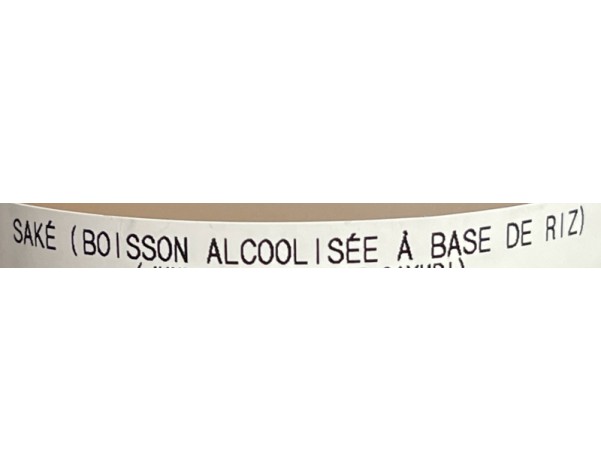 SAKÉ (BOISSON ALCOOLISÉE À BASE DE RIZ)